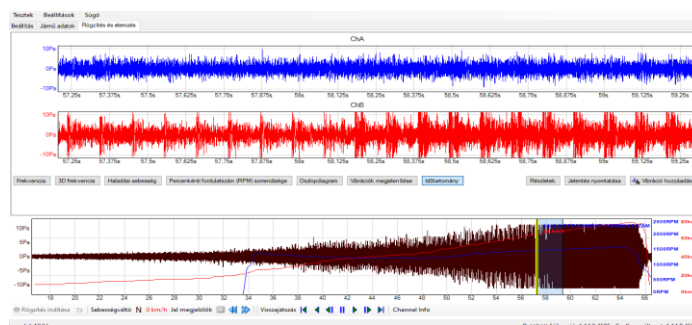 Tesztek Beállítások Súgó
Beállítás Jármű adatok Rögzítés és elemzés
ChA
10Pa
0Pa
-10Pa
57.25s 57.375s 57.5s 57.625s 57.75s 57.875s 58s 58.125s 58.25s 58.375s 58.5s 58.625s 58.75s 58.875s 59s 59.125s 59.25s
ChB
10Pa
0Pa
-10Pa
57.25s 57.375s 57.5s 57.625s 57.75s 57.875s 58s 58.125s 58.25s 58.375s 58.5s 58.625s 58.75s 58.875s 59s 59.125s 59.25s
Frekvencia 3D frekvencia Haladási sebesség Percenkénti fordulatszám (RPM) sorrendisége Oszlopdiagram Vibrációk megjelenítése Időtartomány Részletek Jelentés nyomtatása Vibráció hozzáadás
10Pa
5Pa
0Pa
-5Pa
-10Pa
2500RPM 80k
2000RPM 60k
1500RPM 40k
1000RPM 20k
500RPM
0RPM 0k
18 20 22 24 26 28 30 32 34 36 38 40 42 44 46 48 50 52 54 56 58 60 62 64 66
Rögzítés indítása Sebességváltó N 0 km/h Jel megjelölés Visszajátszás Channel Info